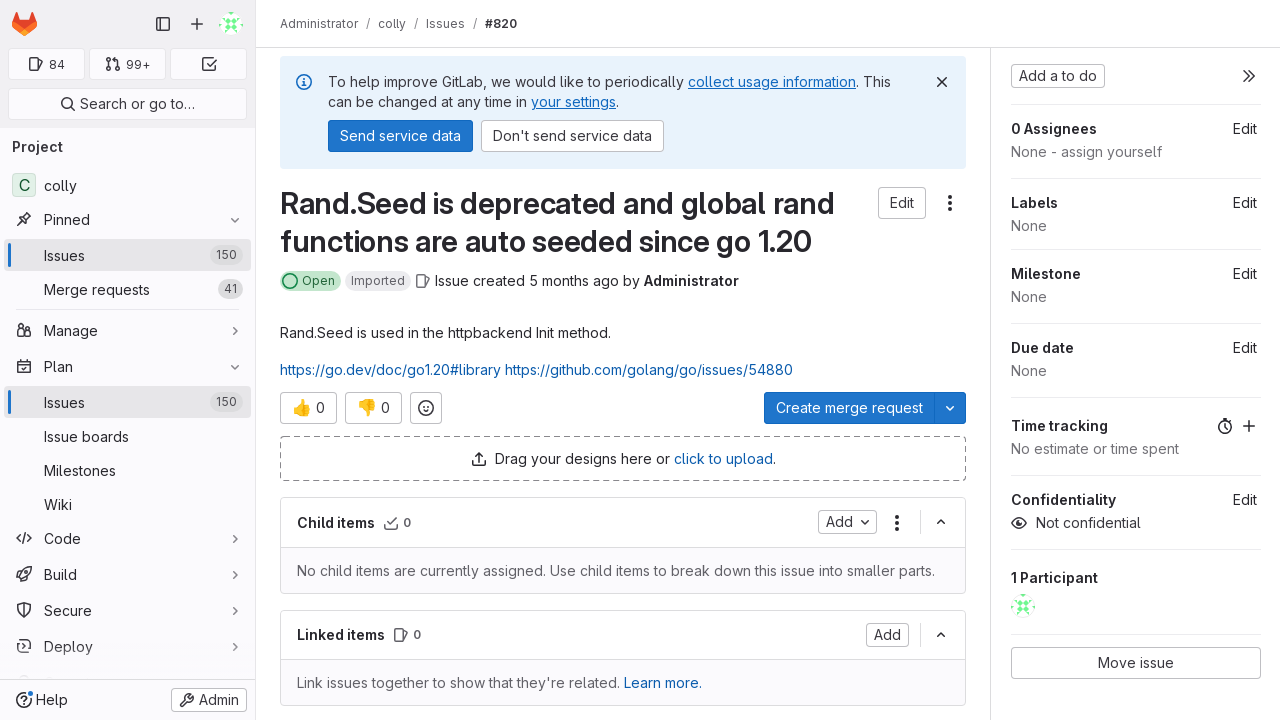 84
99+
Search or go to…
Project
C colly
Pinned
Issues 150
Merge requests 41
Manage
Plan
Issues 150
Issue boards
Milestones
Wiki
Code
Build
Secure
Deploy
Help
Admin
Administrator / colly / Issues / #820
To help improve GitLab, we would like to periodically collect usage information. This
can be changed at any time in your settings.
Send service data
Don't send service data
Rand.Seed is deprecated and global rand
functions are auto seeded since go 1.20
Edit
Open Imported Issue created 5 months ago by Administrator
Rand.Seed is used in the httpbackend Init method.
https://go.dev/doc/go1.20#library https://github.com/golang/go/issues/54880
👍 0
👎 0
Create merge request
Drag your designs here or click to upload.
Child items 0
Add
No child items are currently assigned. Use child items to break down this issue into smaller parts.
Linked items 0
Add
Link issues together to show that they're related. Learn more.
Add a to do
0 Assignees Edit
None - assign yourself
Labels Edit
None
Milestone Edit
None
Due date Edit
None
Time tracking
No estimate or time spent
Confidentiality Edit
Not confidential
1 Participant
Move issue